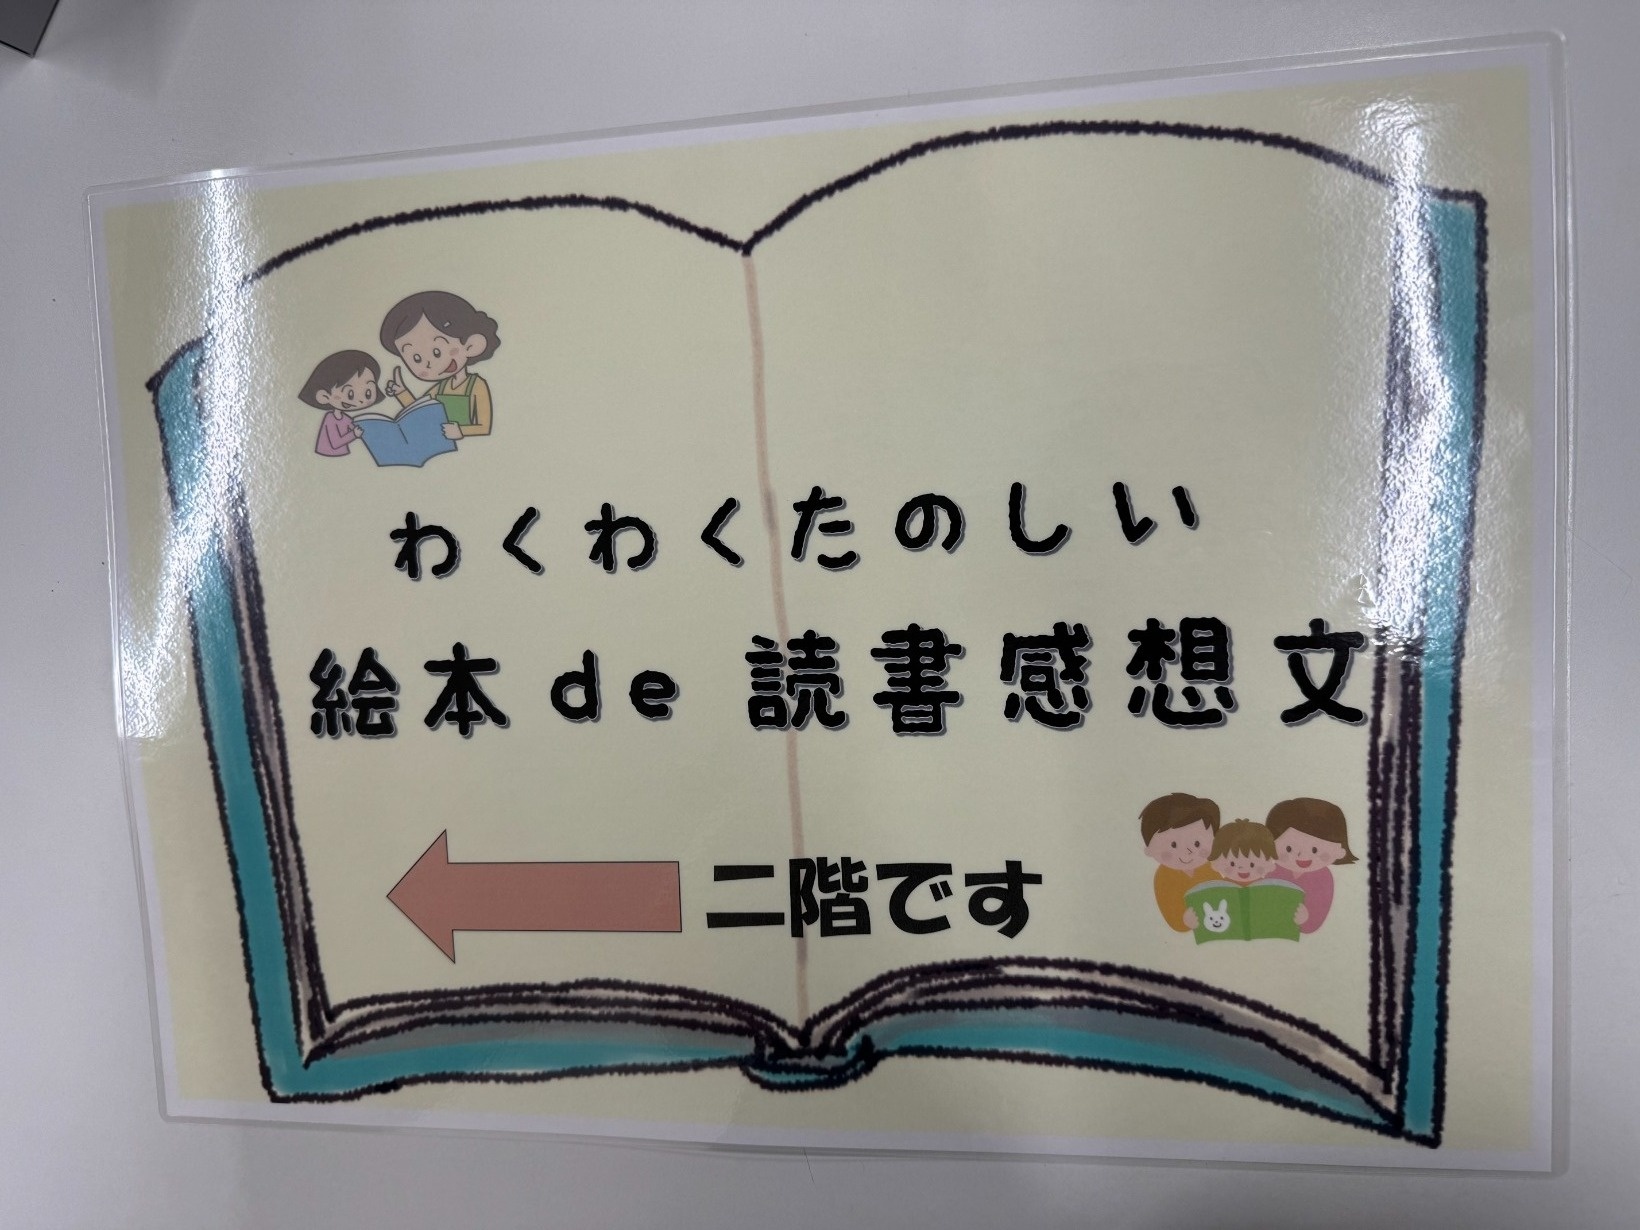 わくわくたのしい
絵本de読書感想文
二階です